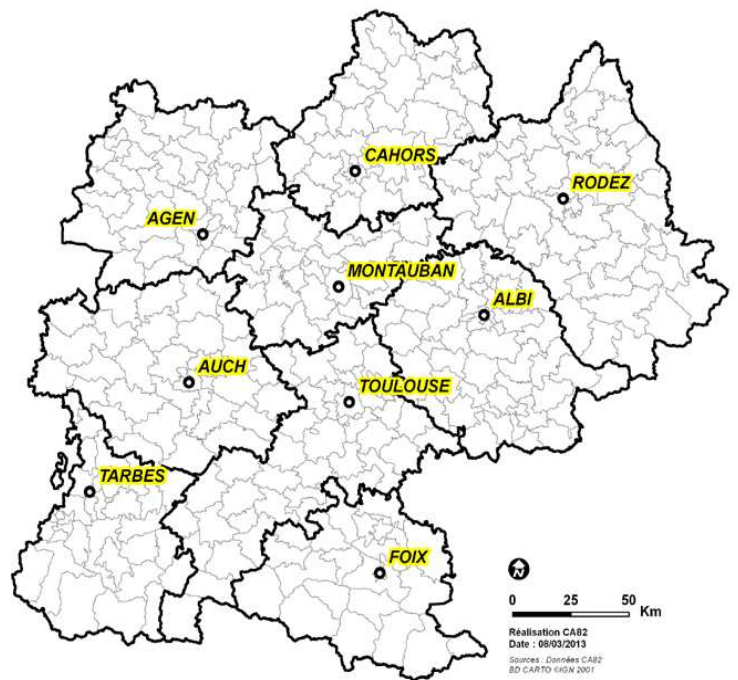 CAHORS
RODEZ
AGEN
MONTAUBAN
ALBI
AUCH
TOULOUSE
TARBES
FOIX
0 25 50 Km
Réalisation CA82
Date : 08/03/2013
Sources : Données CA82
BD CARTO ©IGN 2001